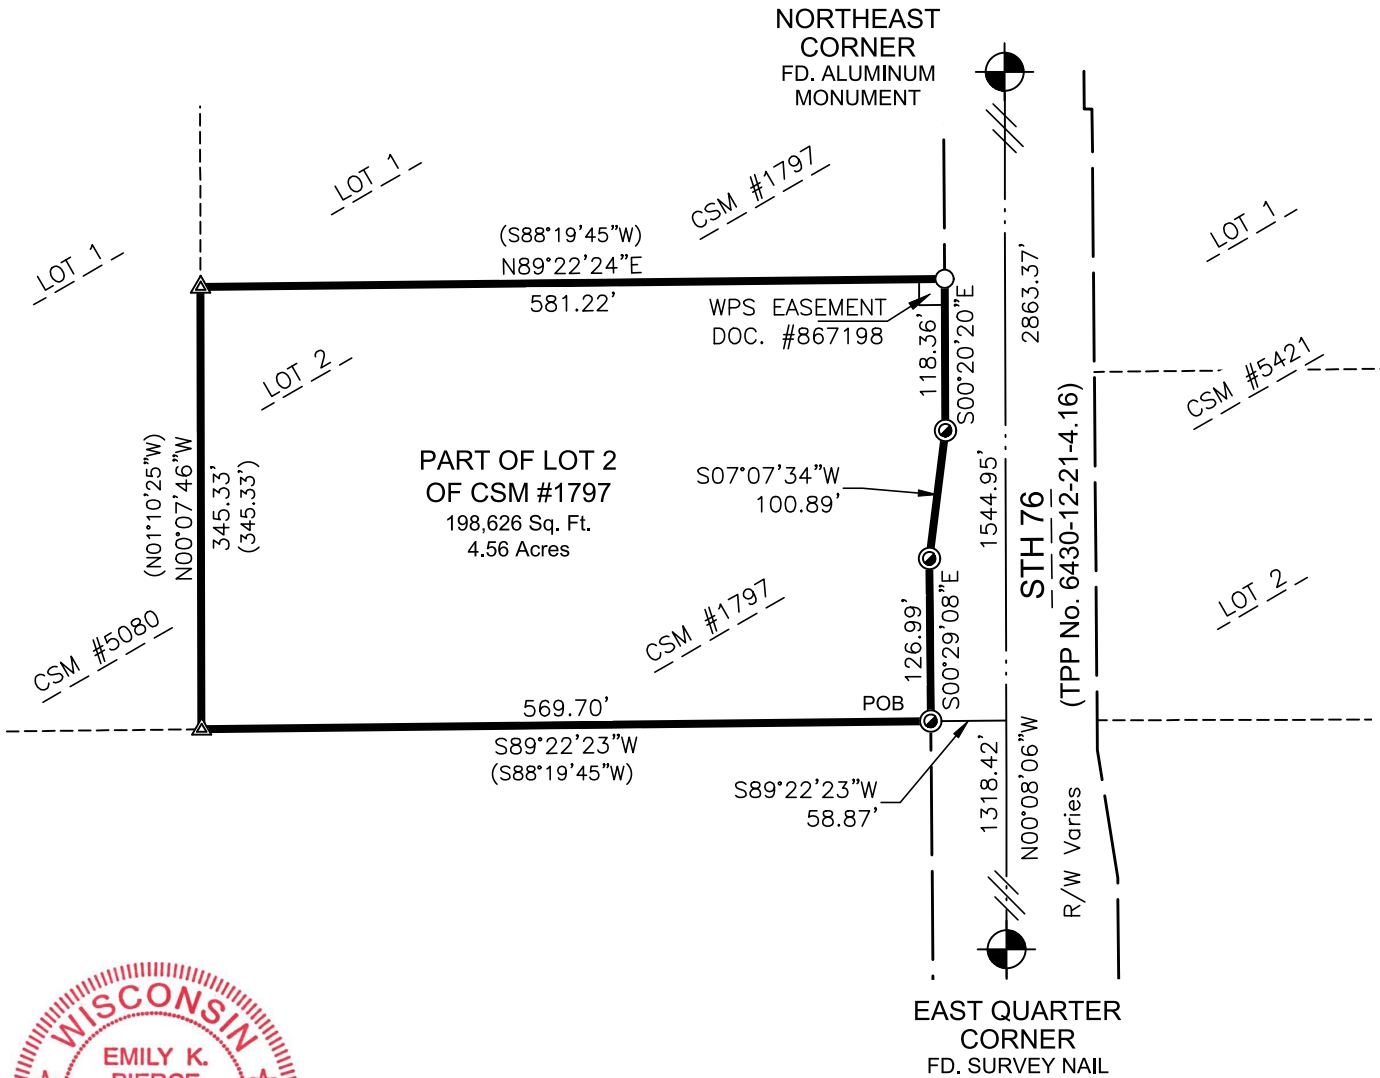 NORTHEAST
CORNER
FD. ALUMINUM
MONUMENT
LOT 1
CSM #1797
LOT 1
LOT 1
(S88°19'45"W)
N89°22'24"E
581.22'
WPS EASEMENT
DOC. #867198
118.36'
S00°20'20"E
2863.37'
LOT 2
CSM #5421
(N01°10'25"W)
N00°07'46"W
345.33'
(345.33')
PART OF LOT 2
OF CSM #1797
198,626 Sq. Ft.
4.56 Acres
S07°07'34"W
100.89'
1544.95'
STH 76
(TPP No. 6430-12-21-4.16)
LOT 2
CSM #5080
CSM #1797
126.99'
S00°29'08"E
569.70'
POB
S89°22'23"W
(S88°19'45"W)
S89°22'23"W
58.87'
1318.42'
N00°08'06"W
R/W Varies
EAST QUARTER
CORNER
FD. SURVEY NAIL
WISCONSIN
EMILY K.
PIERCE